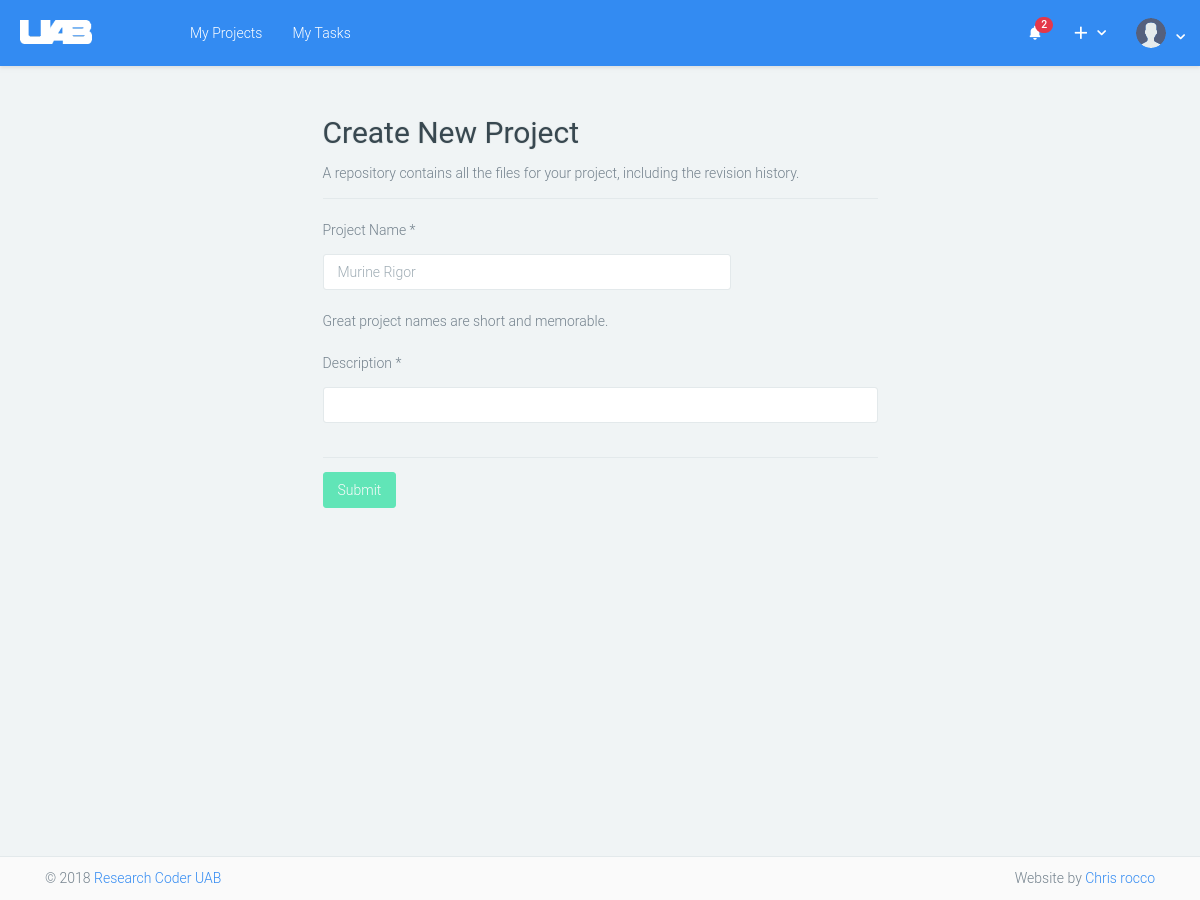 UAB
My Projects
My Tasks
2
Create New Project
A repository contains all the files for your project, including the revision history.
Project Name *
Murine Rigor
Great project names are short and memorable.
Description *
Submit
© 2018 Research Coder UAB
Website by Chris rocco